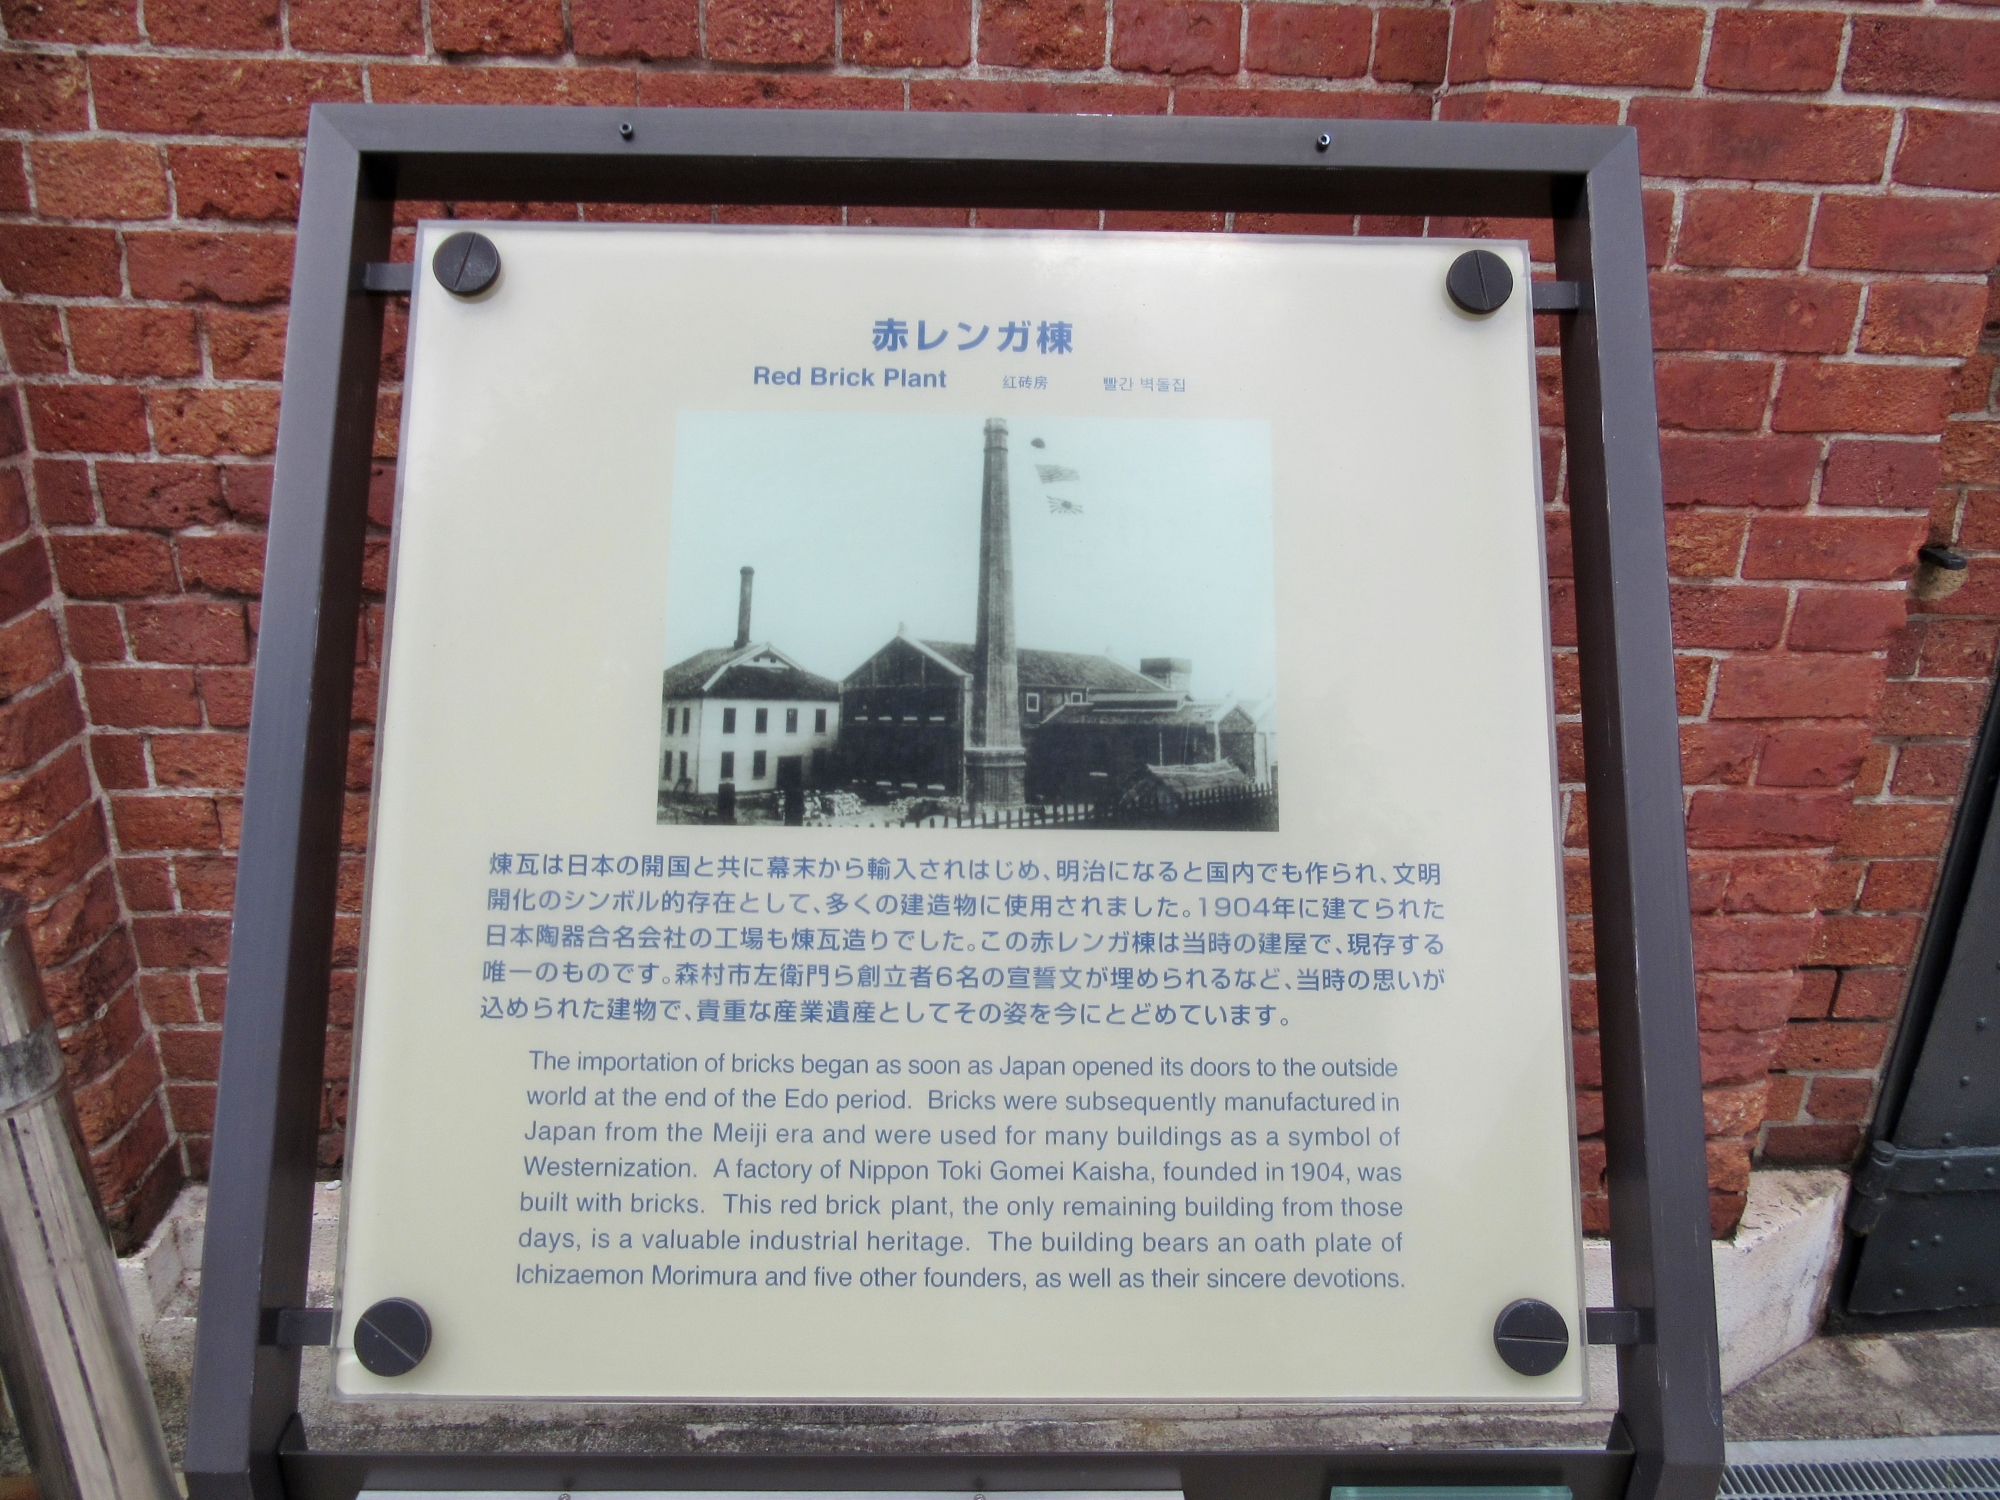 赤レンガ棟
Red Brick Plant 红砖房 빨간 벽돌집
煉瓦は日本の開国と共に幕末から輸入されはじめ、明治になると国内でも作られ、文明
開化のシンボル的存在として、多くの建造物に使用されました。1904年に建てられた
日本陶器合名会社の工場も煉瓦造りでした。この赤レンガ棟は当時の建屋で、現存する
唯一のものです。森村市左衛門ら創立者6名の宣誓文が埋められるなど、当時の思いが
込められた建物で、貴重な産業遺産としてその姿を今にとどめています。
The importation of bricks began as soon as Japan opened its doors to the outside
world at the end of the Edo period. Bricks were subsequently manufactured in
Japan from the Meiji era and were used for many buildings as a symbol of
Westernization. A factory of Nippon Toki Gomei Kaisha, founded in 1904, was
built with bricks. This red brick plant, the only remaining building from those
days, is a valuable industrial heritage. The building bears an oath plate of
Ichizaemon Morimura and five other founders, as well as their sincere devotions.